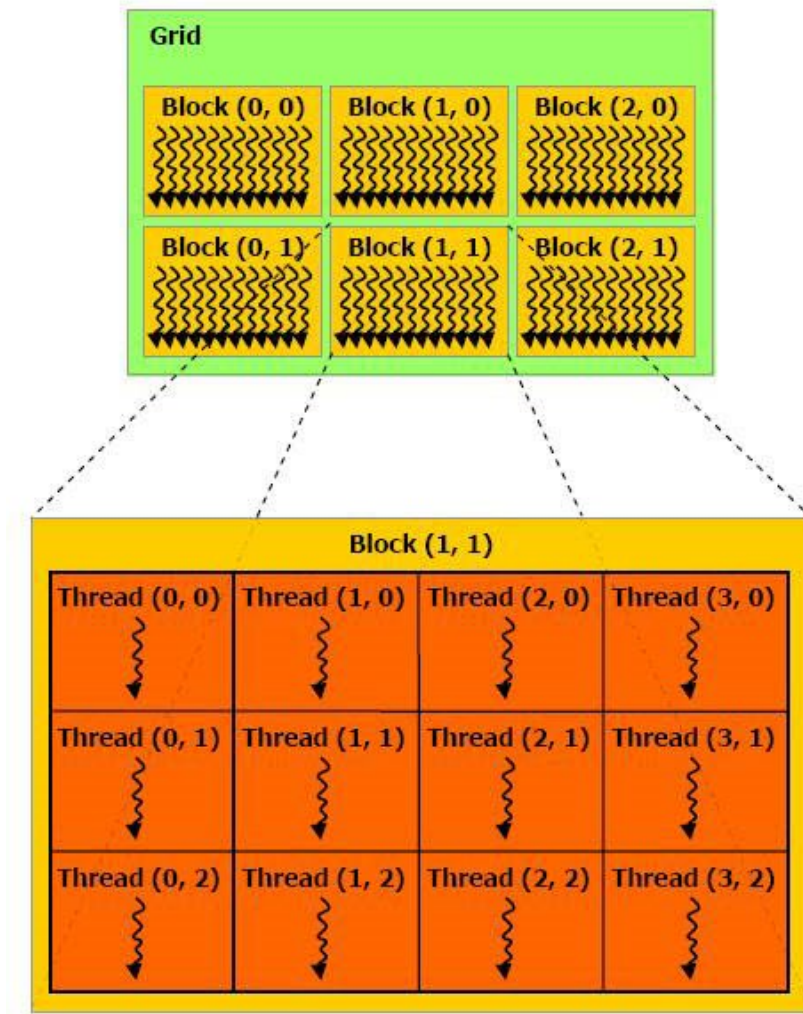 Grid
Block (0, 0) Block (1, 0) Block (2, 0)
Block (0, 1) Block (1, 1) Block (2, 1)
Block (1, 1)
Thread (0, 0) Thread (1, 0) Thread (2, 0) Thread (3, 0)
Thread (0, 1) Thread (1, 1) Thread (2, 1) Thread (3, 1)
Thread (0, 2) Thread (1, 2) Thread (2, 2) Thread (3, 2)